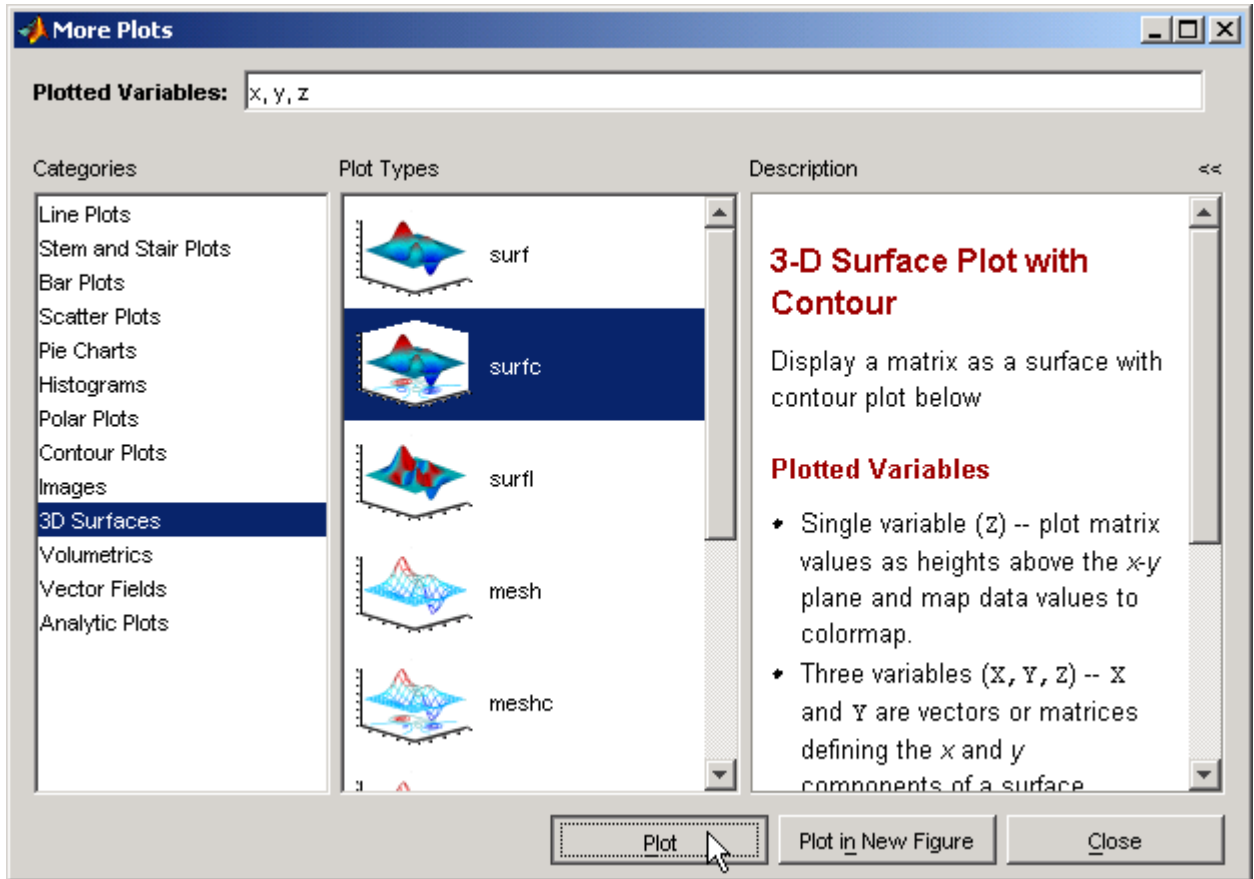 More Plots
Plotted Variables: x, y, z
Categories
Line Plots
Stem and Stair Plots
Bar Plots
Scatter Plots
Pie Charts
Histograms
Polar Plots
Contour Plots
Images
3D Surfaces
Volumetrics
Vector Fields
Analytic Plots
Plot Types
surf
surfc
surfl
mesh
meshc
Description
<<
3-D Surface Plot with
Contour
Display a matrix as a surface with
contour plot below
Plotted Variables
• Single variable (Z) -- plot matrix
values as heights above the x-y
plane and map data values to
colormap.
• Three variables (X, Y, Z) -- X
and Y are vectors or matrices
defining the x and y
components of a surface
Plot
Plot in New Figure
Close